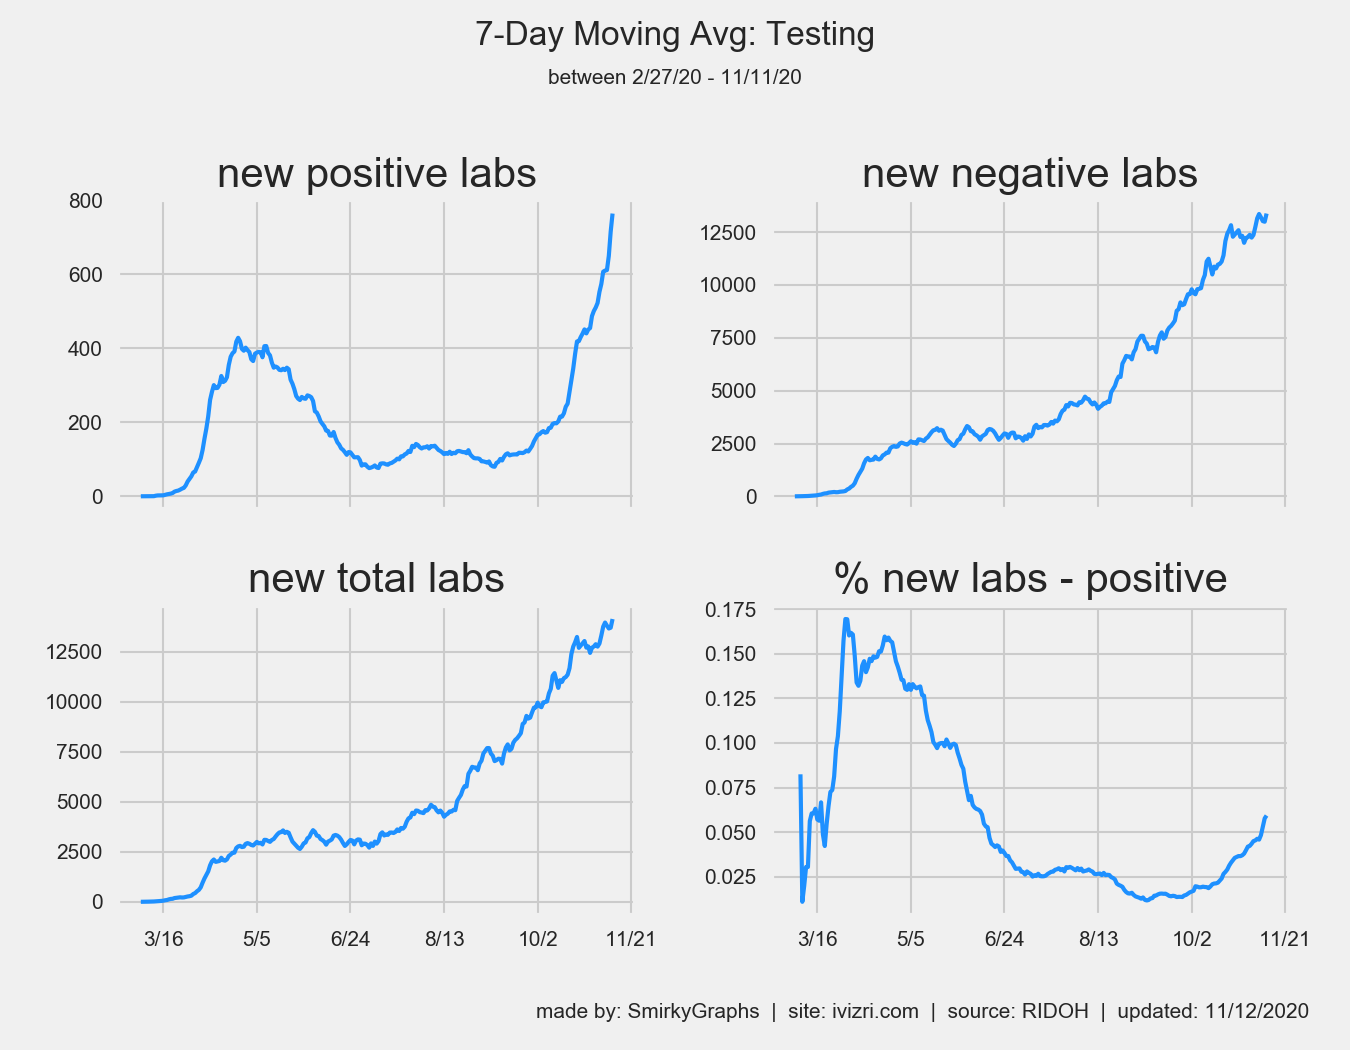 7-Day Moving Avg: Testing
between 2/27/20 - 11/11/20
new positive labs
800
600
400
200
0
new negative labs
12500
10000
7500
5000
2500
0
new total labs
12500
10000
7500
5000
2500
0
3/16 5/5 6/24 8/13 10/2 11/21
% new labs - positive
0.175
0.150
0.125
0.100
0.075
0.050
0.025
3/16 5/5 6/24 8/13 10/2 11/21
made by: SmirkyGraphs | site: ivizri.com | source: RIDOH | updated: 11/12/2020